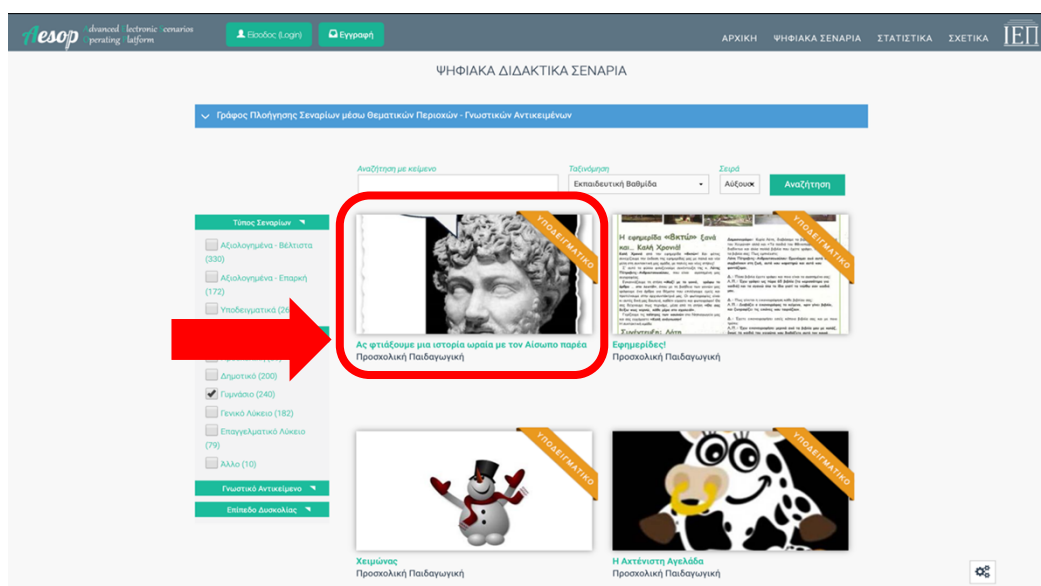 Aesop Advanced Electronic Scenarios
Operating Platform
Είσοδος (Login)
Εγγραφή
ΑΡΧΙΚΗ
ΨΗΦΙΑΚΑ ΣΕΝΑΡΙΑ
ΣΤΑΤΙΣΤΙΚΑ
ΣΧΕΤΙΚΑ
ΙΕΠ
ΨΗΦΙΑΚΑ ΔΙΔΑΚΤΙΚΑ ΣΕΝΑΡΙΑ
Γράφος Πλοήγησης Σεναρίων μέσω Θεματικών Περιοχών - Γνωστικών Αντικειμένων
Αναζήτηση με κείμενο
Ταξινόμηση
Σειρά
Εκπαιδευτική Βαθμίδα
Αύξουσ
Αναζήτηση
Τύπος Σεναρίων
Αξιολογημένα - Βέλτιστα
(330)
Αξιολογημένα - Επαρκή
(172)
Υποδειγματικά (26
Δημοτικό (200)
Γυμνάσιο (240)
Γενικό Λύκειο (182)
Επαγγελματικό Λύκειο
(79)
Άλλο (10)
Γνωστικό Αντικείμενο
Επίπεδο Δυσκολίας
ΥΠΟΔΕΙΓΜΑΤΙΚΟ
Ας φτιάξουμε μια ιστορία ωραία με τον Αίσωπο παρέα
Προσχολική Παιδαγωγική
Η εφημερίδα «Βκτίω» ξανά
και... Καλή Χρονιά!
Συνέντευξη: Λότη
ΥΠΟΔΕΙΓΜΑΤΙΚΟ
Εφημερίδες!
Προσχολική Παιδαγωγική
ΥΠΟΔΕΙΓΜΑΤΙΚΟ
Χειμώνας
Προσχολική Παιδαγωγική
ΥΠΟΔΕΙΓΜΑΤΙΚΟ
Η Αχτένιστη Αγελάδα
Προσχολική Παιδαγωγική